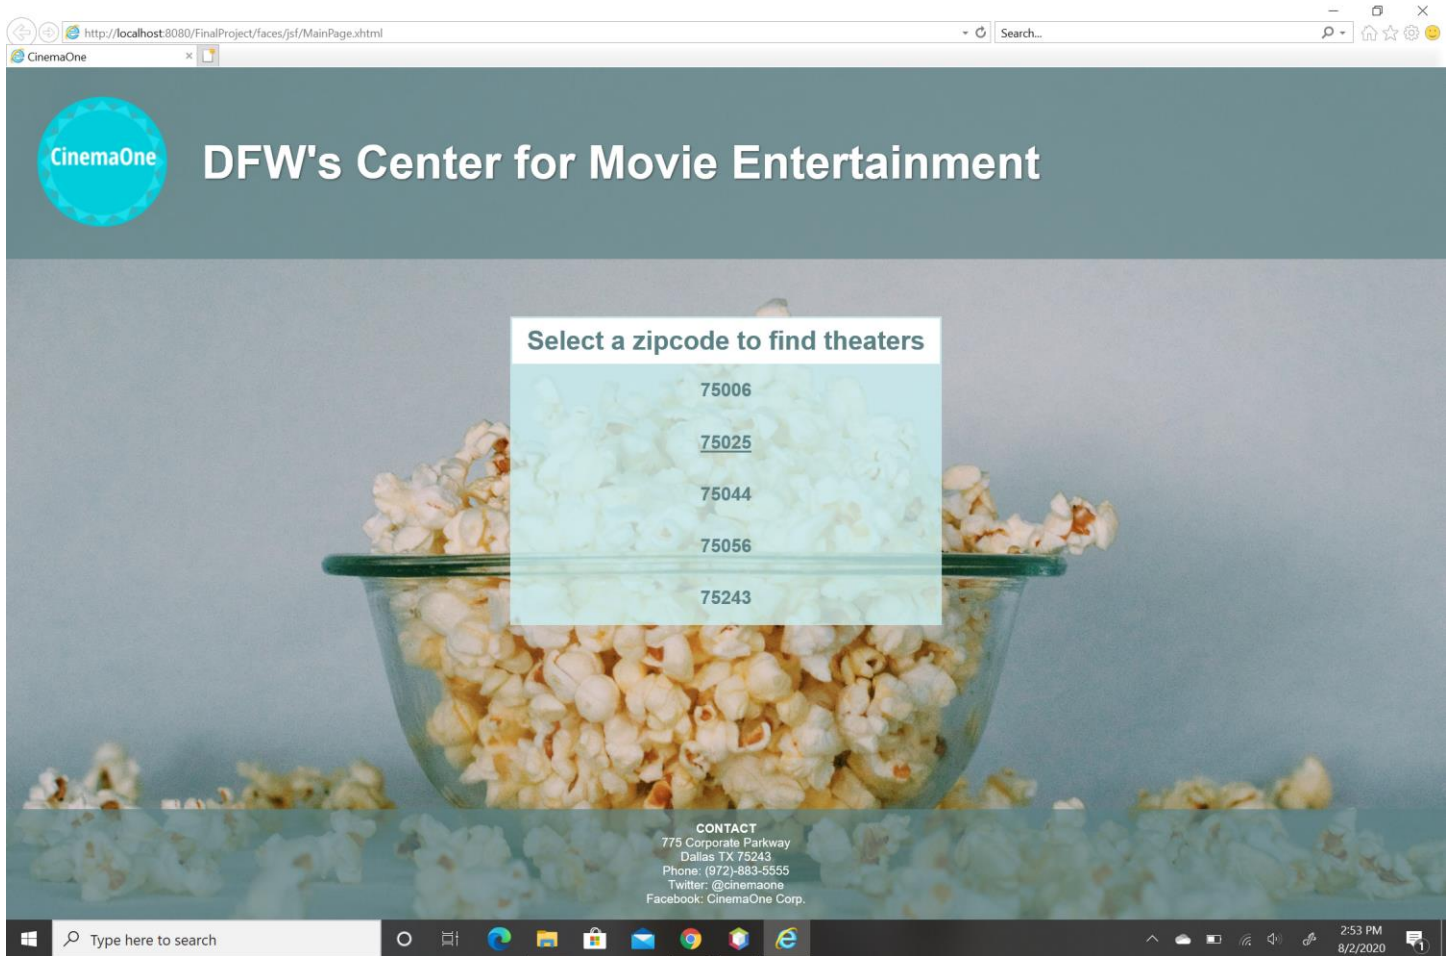 http://localhost:8080/FinalProject/faces/jsf/MainPage.xhtml
Search...
CinemaOne
CinemaOne
DFW's Center for Movie Entertainment
Select a zipcode to find theaters
75006
75025
75044
75056
75243
CONTACT
775 Corporate Parkway
Dallas TX 75243
Phone: (972)-883-5555
Twitter: @cinemaone
Facebook: CinemaOne Corp.
Type here to search
2:53 PM
8/2/2020
1